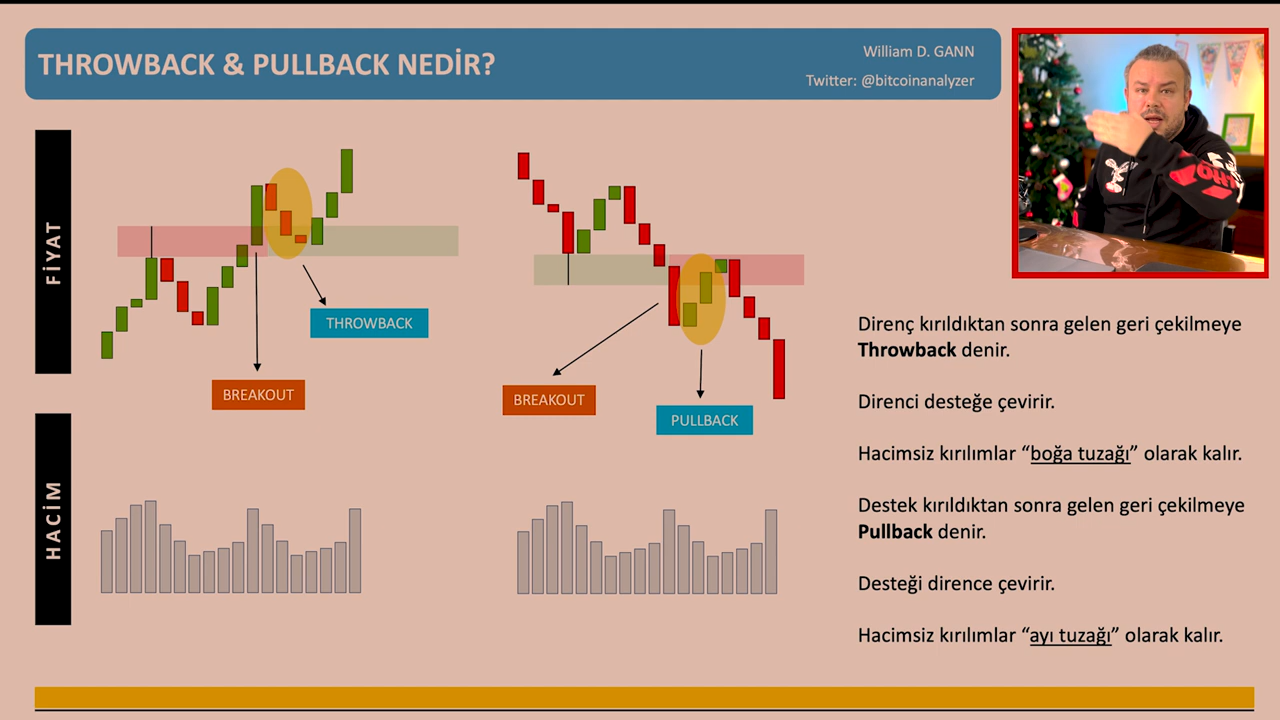 THROWBACK & PULLBACK NEDİR?
William D. GANN
Twitter: @bitcoinanalyzer
FİYAT
THROWBACK
BREAKOUT
BREAKOUT
PULLBACK
HACİM
Direnç kırıldıktan sonra gelen geri çekilmeye
Throwback denir.
Direnci desteğe çevirir.
Hacimsiz kırılımlar “boğa tuzağı” olarak kalır.
Destek kırıldıktan sonra gelen geri çekilmeye
Pullback denir.
Desteği dirence çevirir.
Hacimsiz kırılımlar “ayı tuzağı” olarak kalır.